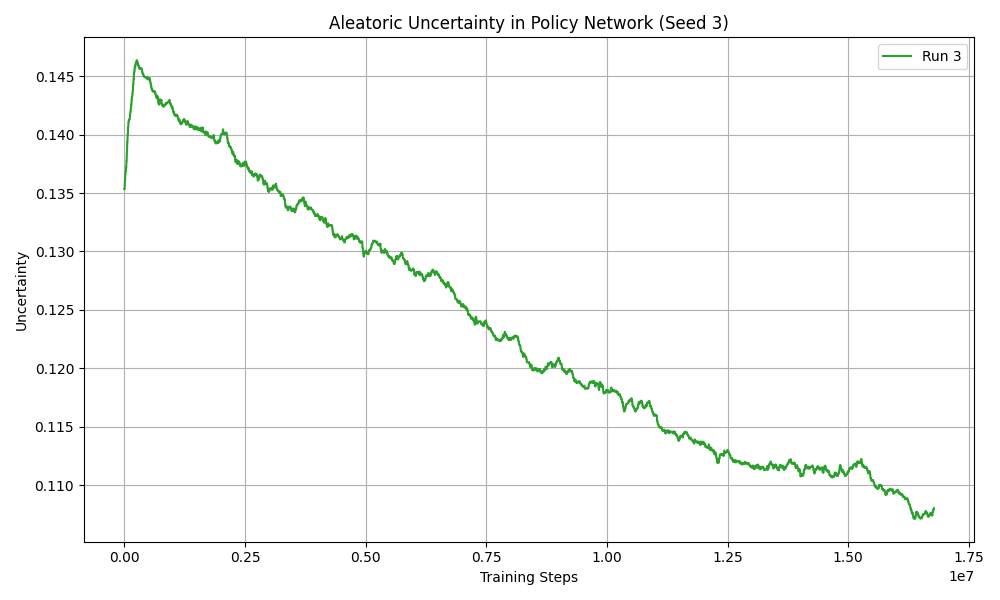 Aleatoric Uncertainty in Policy Network (Seed 3)
Run 3
Uncertainty
0.145
0.140
0.135
0.130
0.125
0.120
0.115
0.110
0.00 0.25 0.50 0.75 1.00 1.25 1.50 1.75
1e7
Training Steps